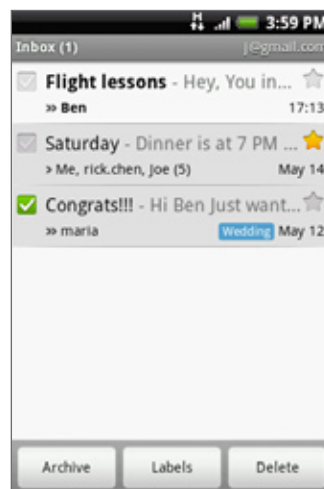 H 3:59 PM
Inbox (1) j@gmail.com
Flight lessons - Hey, You in...
» Ben 17:13
Saturday - Dinner is at 7 PM ...
› Me, rick.chen, Joe (5) May 14
Congrats!!! - Hi Ben Just want...
» maria Wedding May 12
Archive Labels Delete